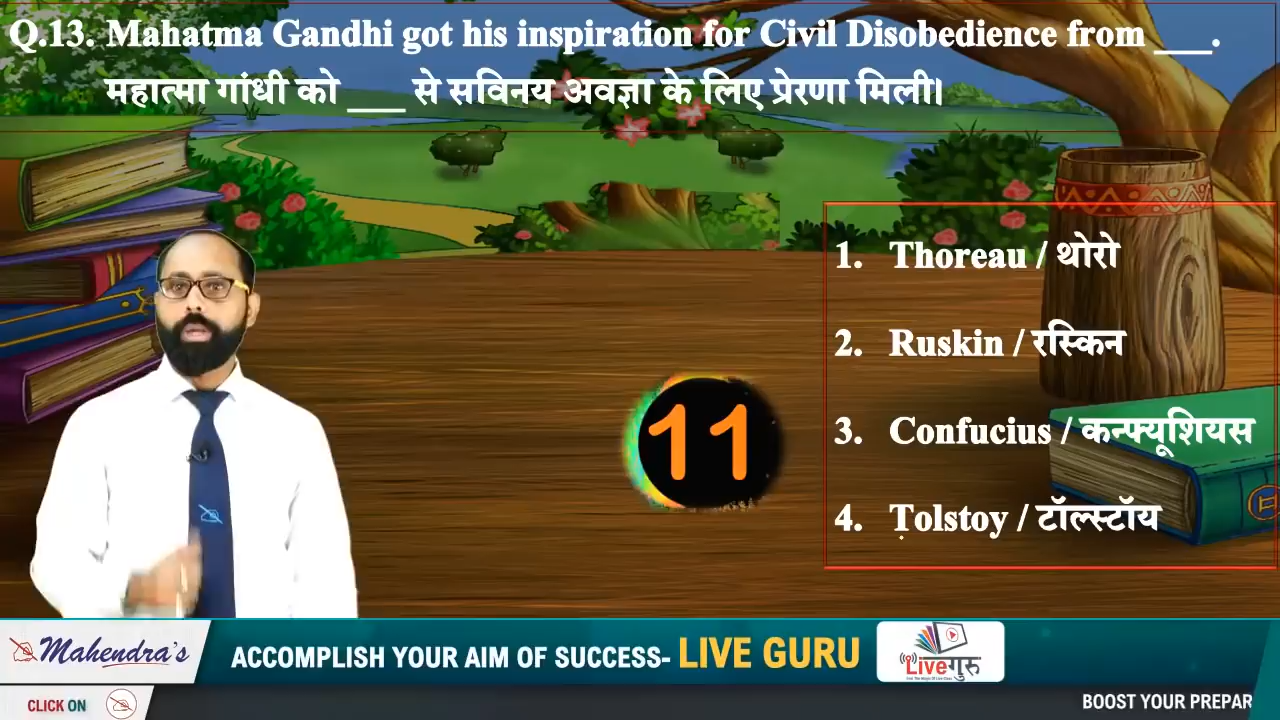 Q.13. Mahatma Gandhi got his inspiration for Civil Disobedience from ___.
महात्मा गांधी को ___ से सविनय अवज्ञा के लिए प्रेरणा मिली।
1. Thoreau / थोरो
2. Ruskin / रस्किन
3. Confucius / कन्फ्यूशियस
4. Tolstoy / टॉल्स्टॉय
11
Mahendra's
ACCOMPLISH YOUR AIM OF SUCCESS- LIVE GURU
Liveगुरु
CLICK ON
BOOST YOUR PREPAR